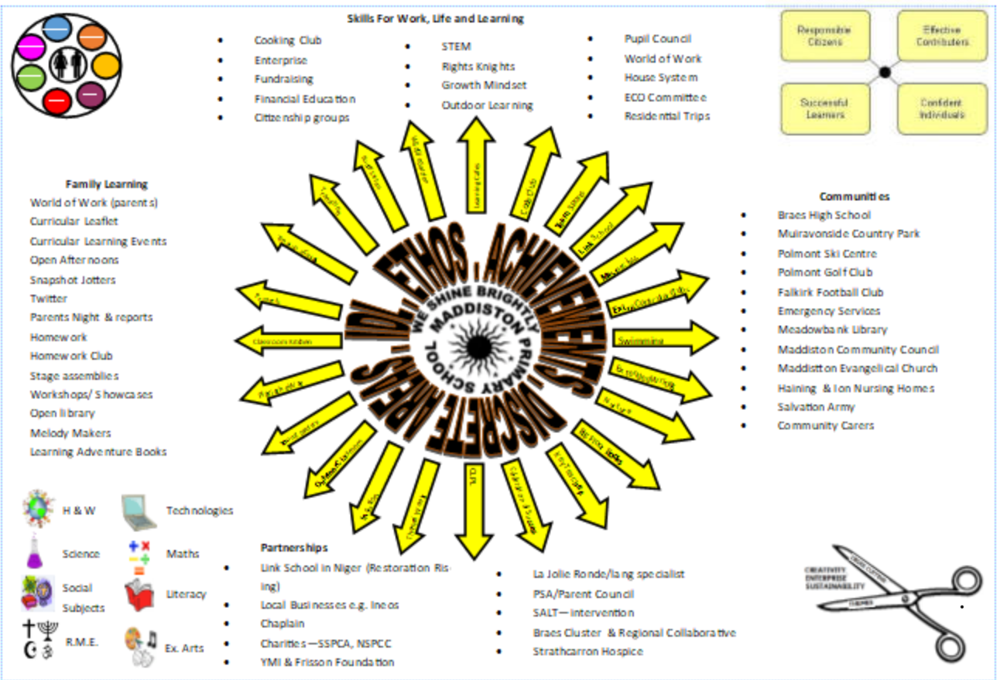 Skills For Work, Life and Learning
Cooking Club
Enterprise
Fundraising
Financial Education
Citizenship groups
STEM
Rights Knights
Growth Mindset
Outdoor Learning
Pupil Council
World of Work
House System
ECO Committee
Residential Trips
Responsible
Citizens
Effective
Contributers
Successful
Learners
Confident
Individuals
Family Learning
World of Work (parents)
Curricular Leaflet
Curricular Learning Events
Open Afternoons
Snapshot Jotters
Twitter
Parents Night & reports
Homework
Homework Club
Stage assemblies
Workshops/ Showcases
Open library
Melody Makers
Learning Adventure Books
ETHOS
ACHIEVEMENTS
DISCRETE AREAS
IDL
WE SHINE BRIGHTLY
MADDISTON PRIMARY SCHOOL
Link School
Swimming
CLPL
Communities
Braes High School
Muiravonside Country Park
Polmont Ski Centre
Polmont Golf Club
Falkirk Football Club
Emergency Services
Meadowbank Library
Maddiston Community Council
Maddistton Evangelical Church
Haining & Ion Nursing Homes
Salvation Army
Community Carers
H & W
Technologies
Science
Maths
Social
Subjects
Literacy
R.M.E.
Ex. Arts
Partnerships
Link School in Niger (Restoration Ris-
ing)
Local Businesses e.g. Ineos
Chaplain
Charities—SSPCA, NSPCC
YMI & Frisson Foundation
La Jolie Ronde/lang specialist
PSA/Parent Council
SALT—intervention
Braes Cluster & Regional Collaborative
Strathcarron Hospice
CREATIVITY
ENTERPRISE
SUSTAINABILITY
CROSS CUTTING
THEMES